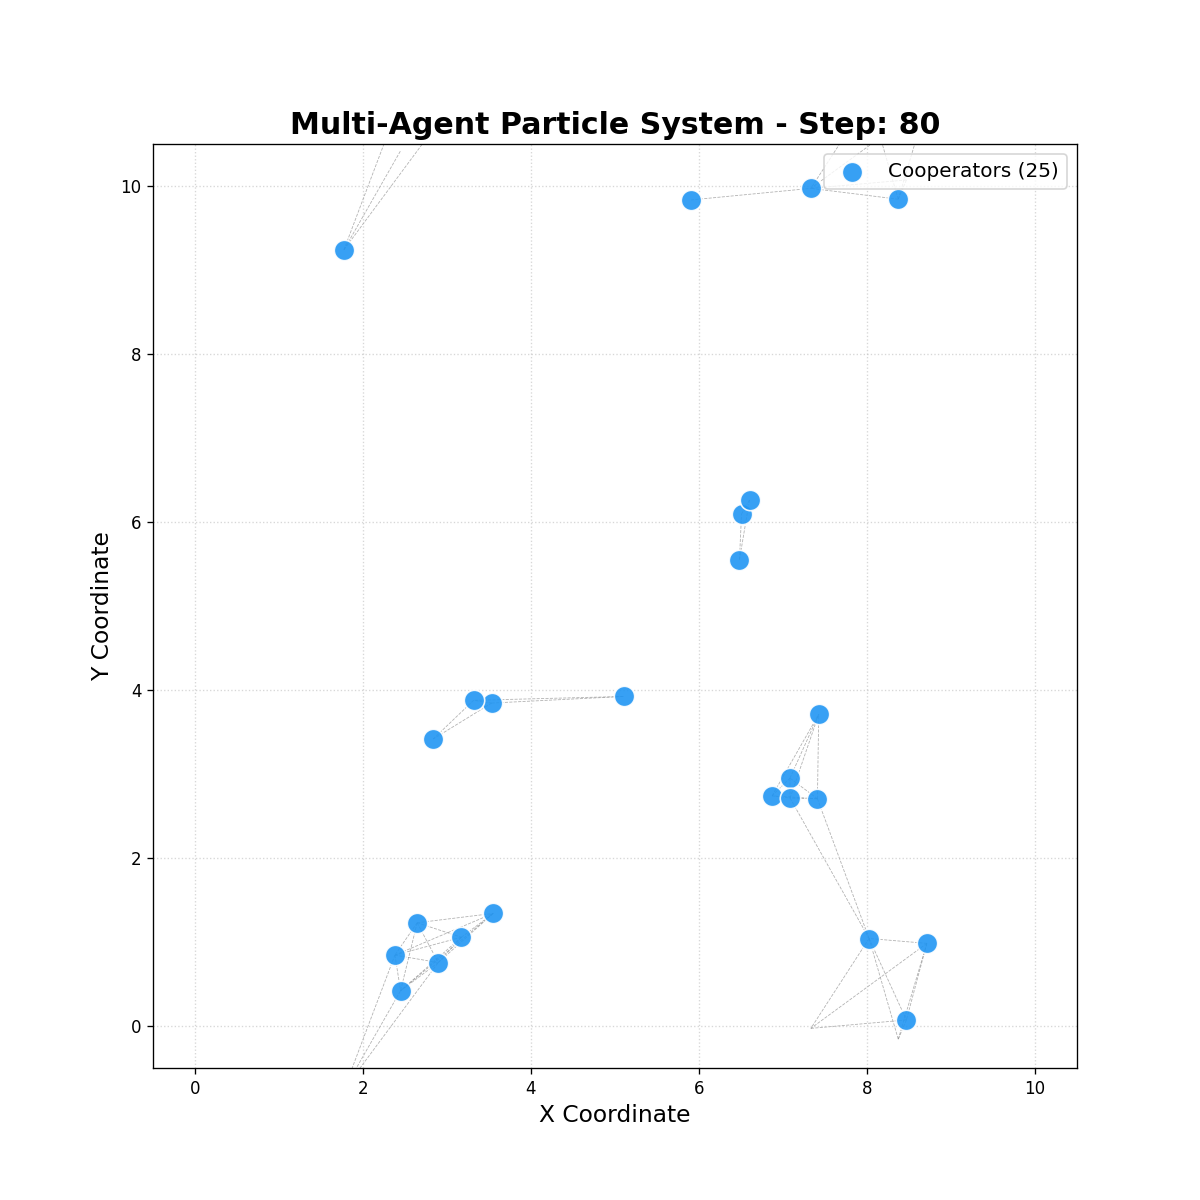 Multi-Agent Particle System - Step: 80
Cooperators (25)
10
8
6
4
2
0
Y Coordinate
0 2 4 6 8 10
X Coordinate